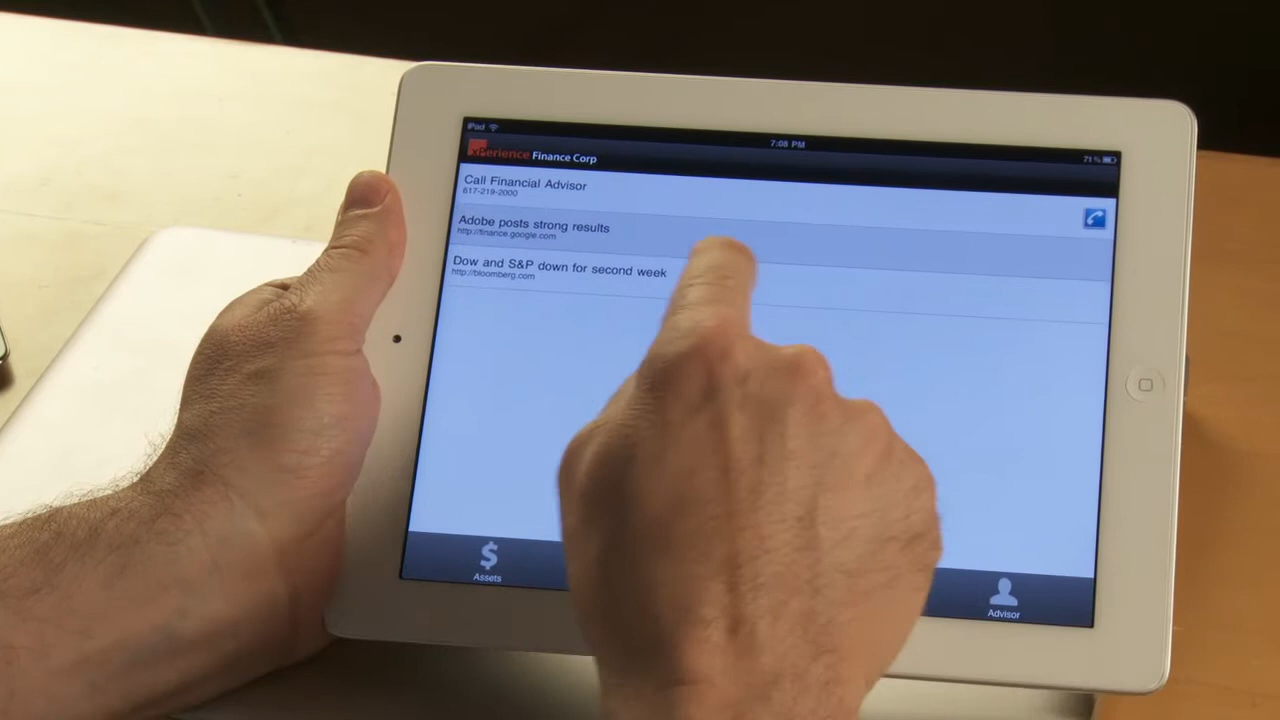 iPad
7:08 PM
71%
xPerience Finance Corp
Call Financial Advisor
617-219-2000
Adobe posts strong results
http://finance.google.com
Dow and S&P down for second week
http://bloomberg.com
$
Assets
Advisor